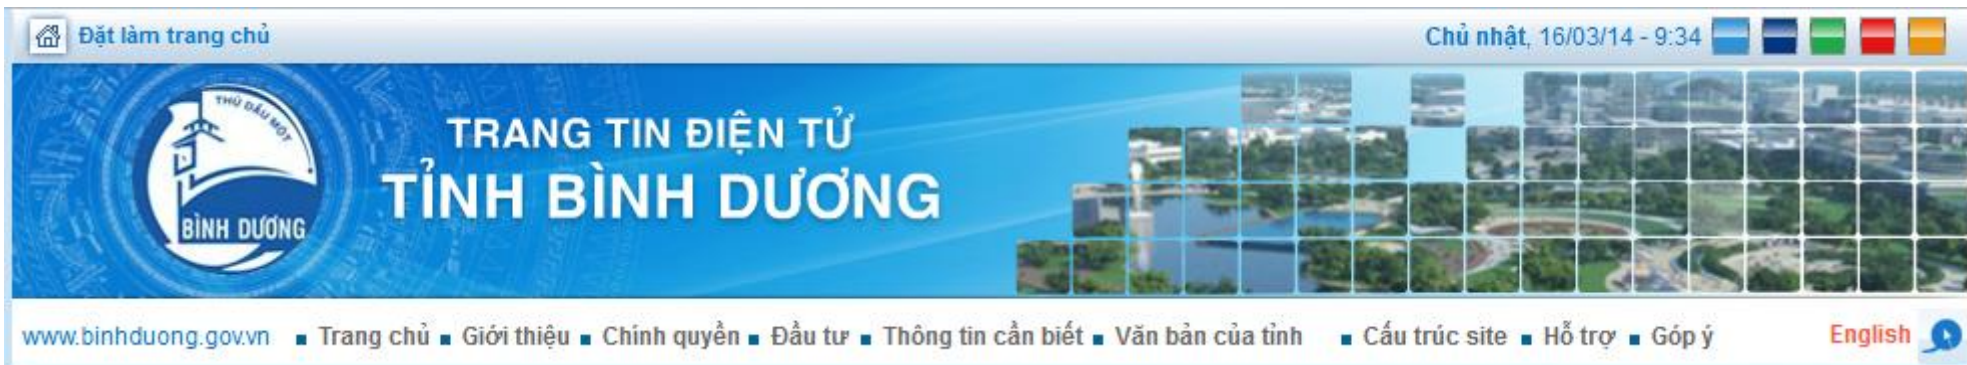 Đặt làm trang chủ
Chủ nhật, 16/03/14 - 9:34
THỦ DẦU MỘT
BÌNH DƯƠNG
TRANG TIN ĐIỆN TỬ
TỈNH BÌNH DƯƠNG
www.binhduong.gov.vn ▪ Trang chủ ▪ Giới thiệu ▪ Chính quyền ▪ Đầu tư ▪ Thông tin cần biết ▪ Văn bản của tỉnh ▪ Cấu trúc site ▪ Hỗ trợ ▪ Góp ý English